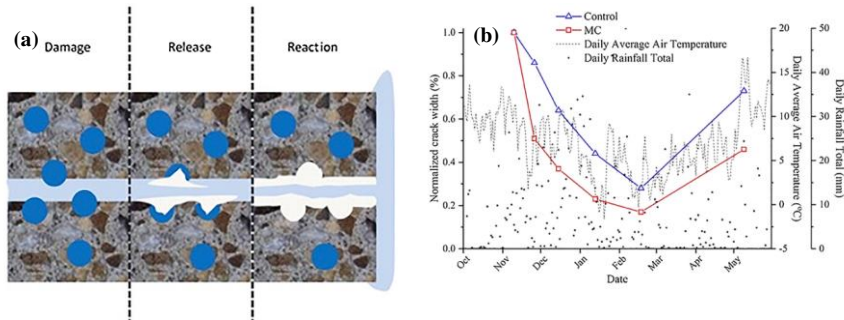 (a)
Damage
Release
Reaction
(b)
Control
MC
Daily Average Air Temperature
Daily Rainfall Total
Normalized crack width (%)
1.0
0.8
0.6
0.4
0.2
0.0
Oct
Nov
Dec
Jan
Feb
Mar
Apr
May
Date
20
15
10
5
0
-5
Daily Average Air Temperature (°C)
50
40
30
20
10
0
Daily Rainfall Total (mm)